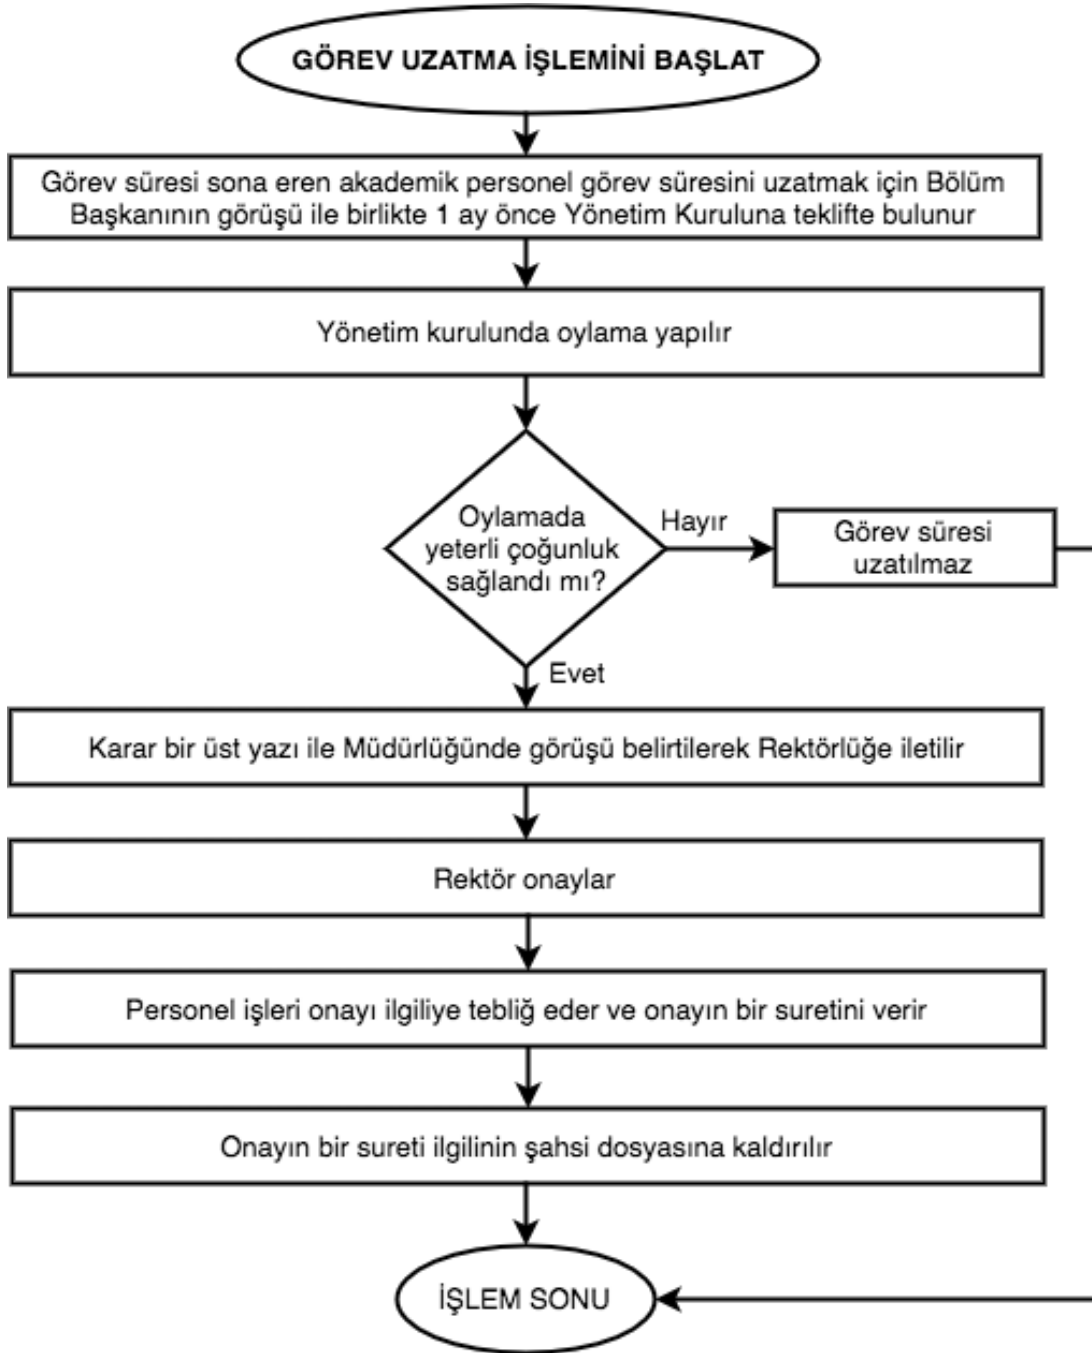 GÖREV UZATMA İŞLEMİNİ BAŞLAT
Görev süresi sona eren akademik personel görev süresini uzatmak için Bölüm
Başkanının görüşü ile birlikte 1 ay önce Yönetim Kuruluna teklifte bulunur
Yönetim kurulunda oylama yapılır
Oylamada
yeterli çoğunluk
sağlandı mı?
Hayır
Görev süresi
uzatılmaz
Evet
Karar bir üst yazı ile Müdürlüğünde görüşü belirtilerek Rektörlüğe iletilir
Rektör onaylar
Personel işleri onayı ilgiliye tebliğ eder ve onayın bir suretini verir
Onayın bir sureti ilgilinin şahsi dosyasına kaldırılır
İŞLEM SONU